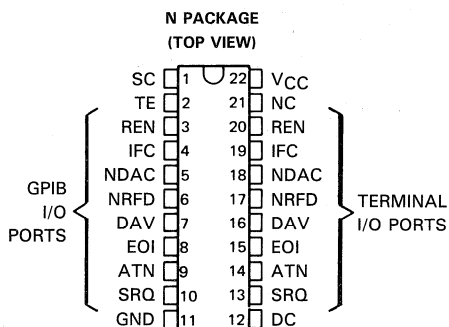 N PACKAGE
(TOP VIEW)
SC 1 22 VCC
TE 2 21 NC
REN 3 20 REN
IFC 4 19 IFC
NDAC 5 18 NDAC
NRFD 6 17 NRFD
DAV 7 16 DAV
EOI 8 15 EOI
ATN 9 14 ATN
SRQ 10 13 SRQ
GND 11 12 DC
GPIB
I/O
PORTS
TERMINAL
I/O PORTS